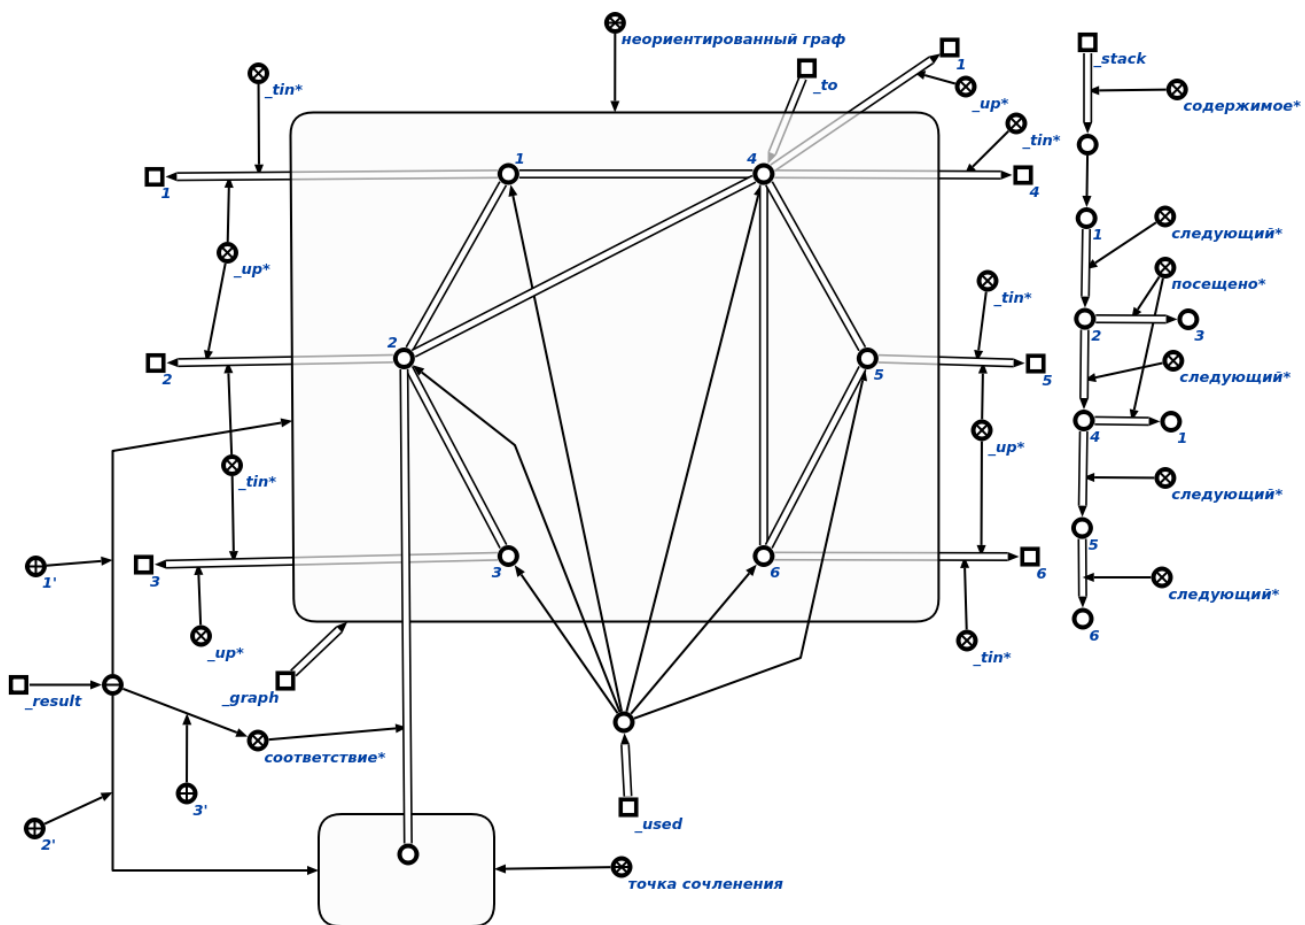 неориентированный граф
_tin*
_to
1
_up*
_stack
содержимое*
_tin*
1
1
4
4
_up*
1
следующий*
посещено*
_tin*
2
2
5
5
2
3
следующий*
_tin*
_up*
4
1
следующий*
1'
3
3
6
6
5
следующий*
_up*
_tin*
6
_result
_graph
соответствие*
3'
2'
_used
точка сочленения